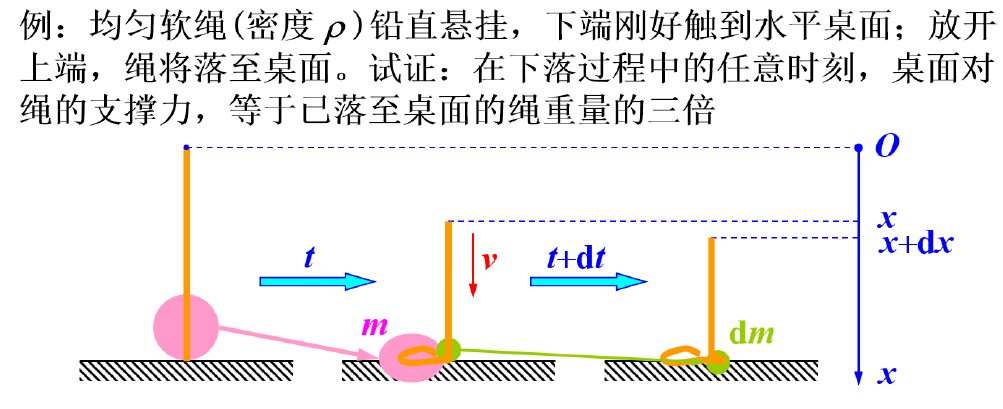 例：均匀软绳(密度 ρ)铅直悬挂，下端刚好触到水平桌面；放开
上端，绳将落至桌面。试证：在下落过程中的任意时刻，桌面对
绳的支撑力，等于已落至桌面的绳重量的三倍
O
x
x+dx
t
v
t+dt
m
dm
x